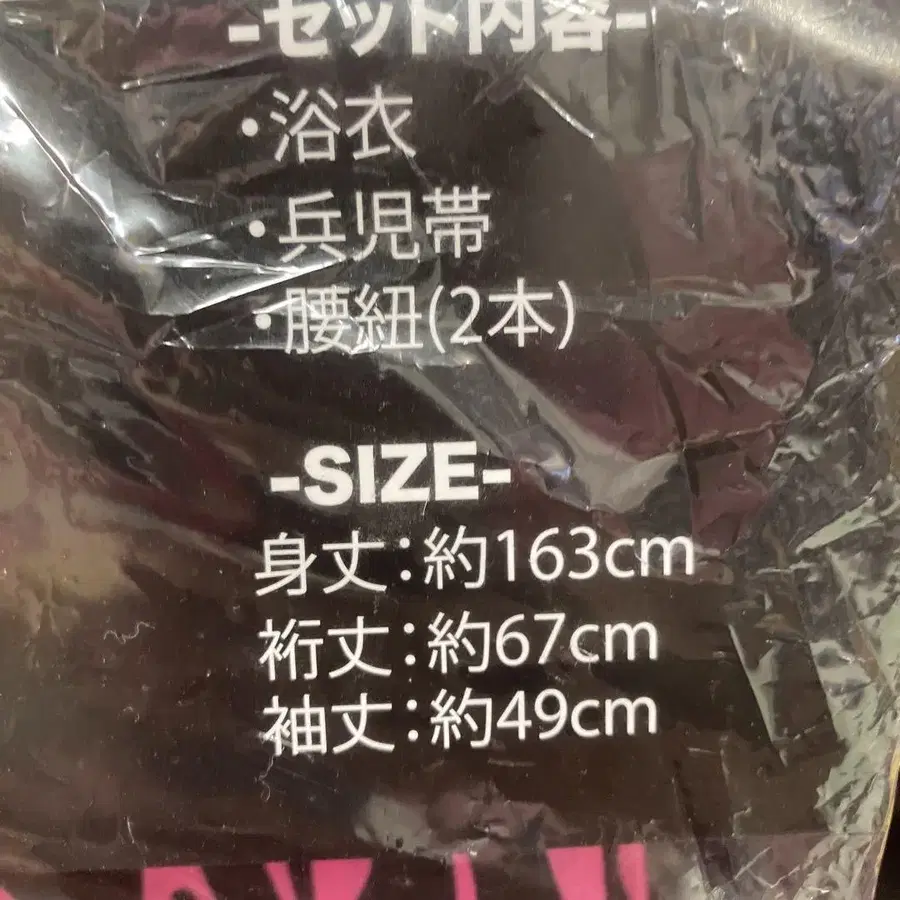 -セット内容-
・浴衣
・兵児帯
・腰紐(2本)
-SIZE-
身丈：約163cm
裄丈：約67cm
袖丈：約49cm